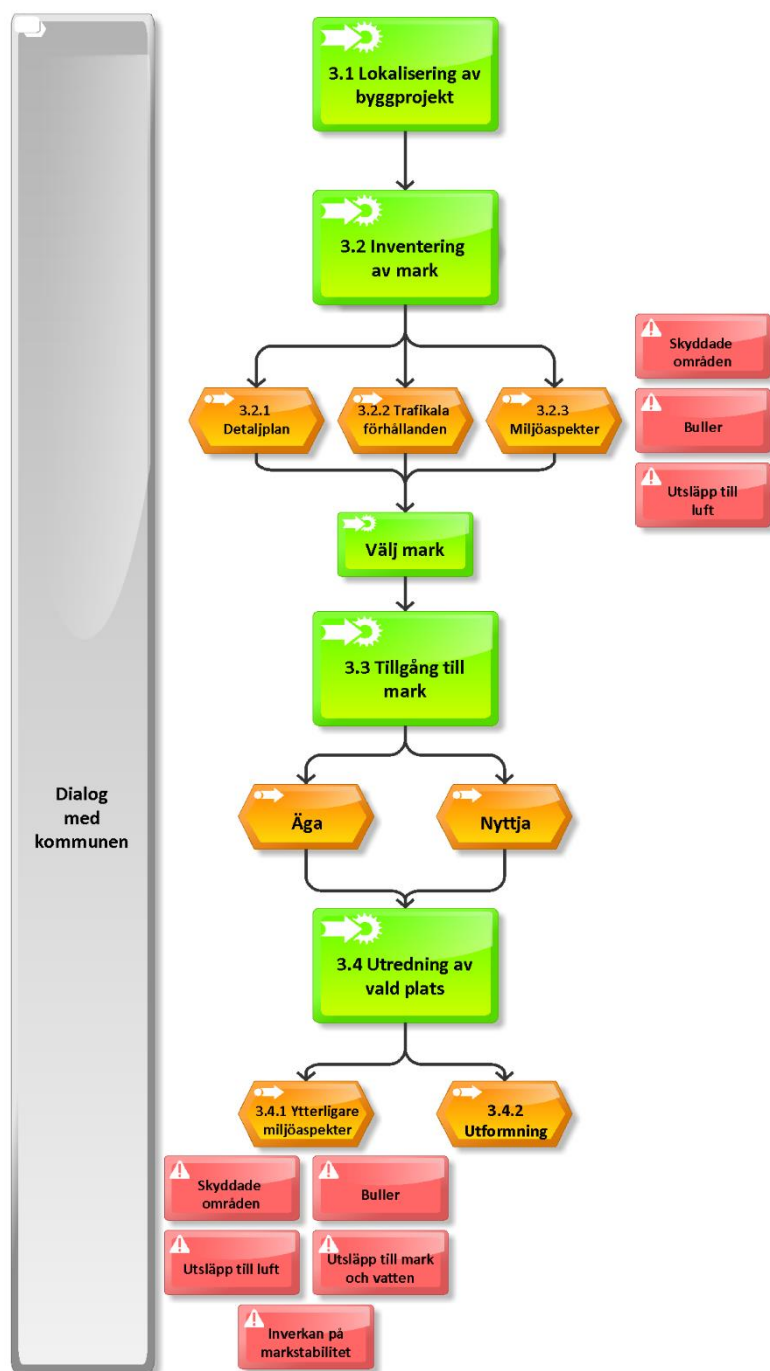 3.1 Lokalisering av
byggprojekt
3.2 Inventering
av mark
3.2.1
Detaljplan
3.2.2 Trafikala
förhållanden
3.2.3
Miljöaspekter
Skyddade
områden
Buller
Utsläpp till
luft
Välj mark
3.3 Tillgång till
mark
Dialog
med
kommunen
Äga
Nyttja
3.4 Utredning av
vald plats
3.4.1 Ytterligare
miljöaspekter
3.4.2
Utformning
Skyddade
områden
Buller
Utsläpp till luft
Utsläpp till mark
och vatten
Inverkan på
markstabilitet